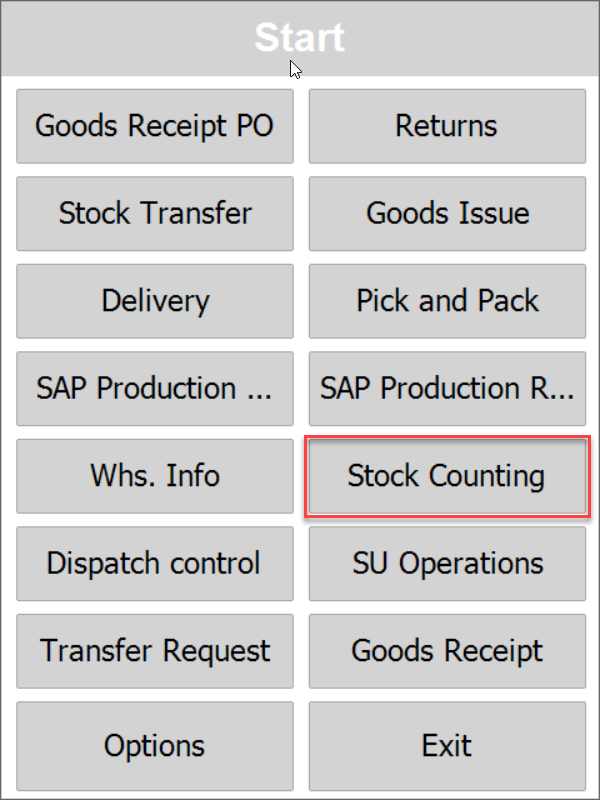 Start
Goods Receipt PO
Returns
Stock Transfer
Goods Issue
Delivery
Pick and Pack
SAP Production ...
SAP Production R...
Whs. Info
Stock Counting
Dispatch control
SU Operations
Transfer Request
Goods Receipt
Options
Exit